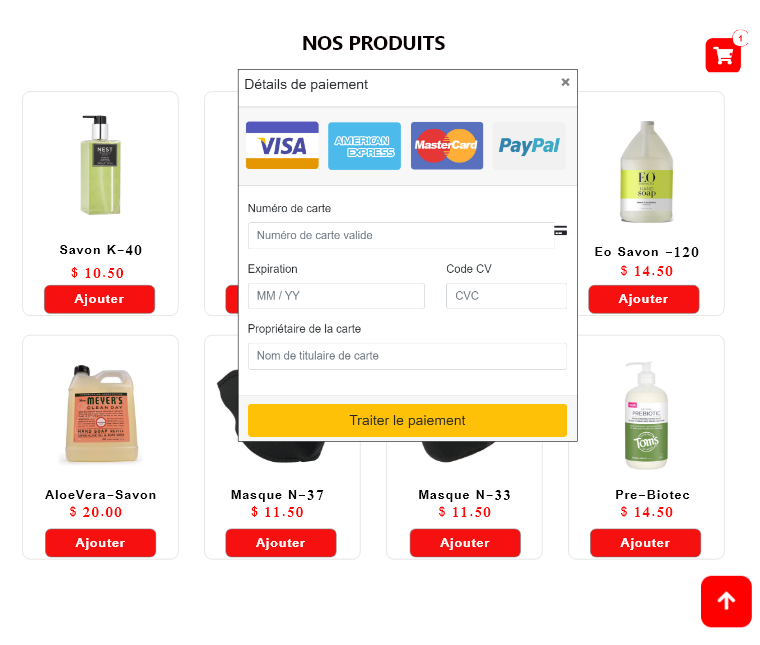 NOS PRODUITS
1
Détails de paiement
×
VISA
AMERICAN
EXPRESS
MasterCard
PayPal
Numéro de carte
Numéro de carte valide
Expiration
Code CV
MM / YY
CVC
Propriétaire de la carte
Nom de titulaire de carte
Traiter le paiement
NEST
Savon K-40
$ 10.50
Ajouter
EO
soap
Eo Savon -120
$ 14.50
Ajouter
MEYER'S
CLEAN DAY
HAND SOAP
AloeVera-Savon
$ 20.00
Ajouter
Masque N-37
$ 11.50
Ajouter
Masque N-33
$ 11.50
Ajouter
PREBIOTIC
Tom's
Pre-Biotec
$ 14.50
Ajouter